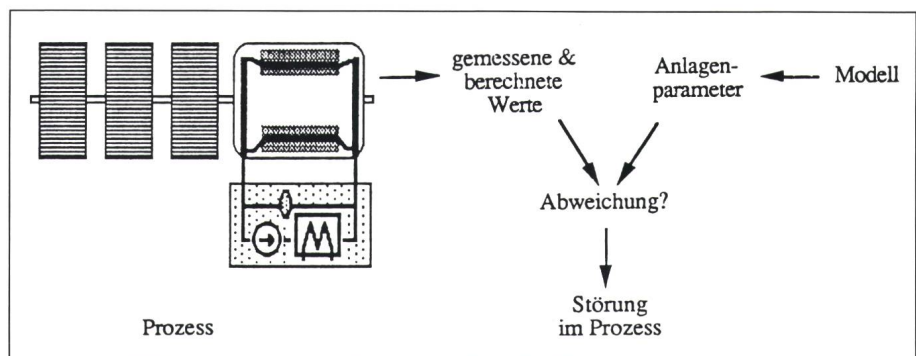 gemessene &
berechnete
Werte
Anlagen-
parameter
Modell
Abweichung?
Störung
im Prozess
Prozess